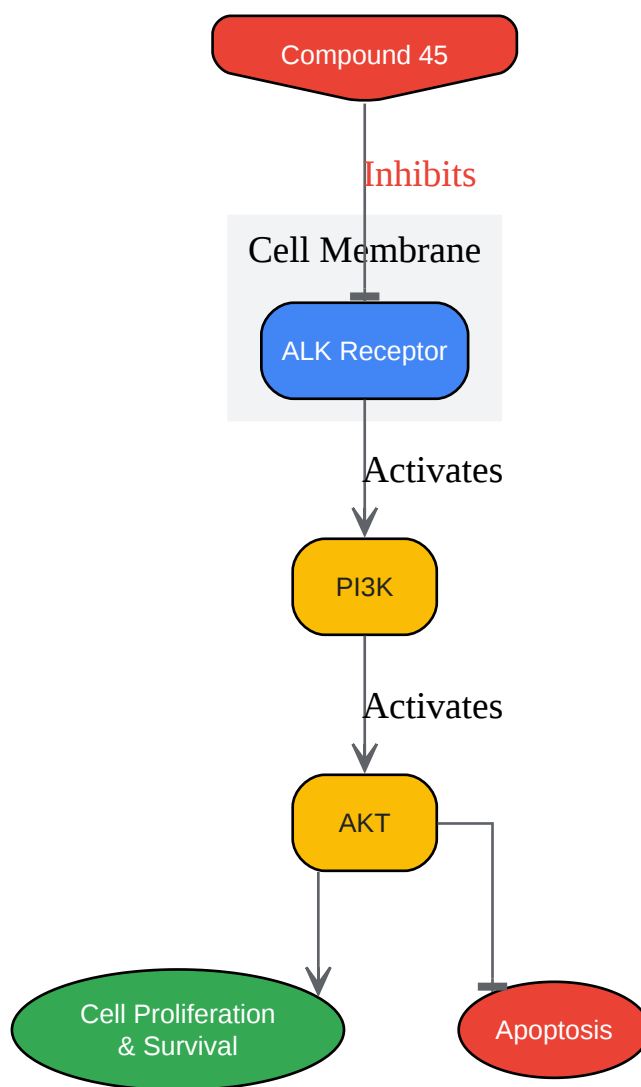 Compound 45
Inhibits
Cell Membrane
ALK Receptor
Activates
PI3K
Activates
AKT
Cell Proliferation
& Survival
Apoptosis